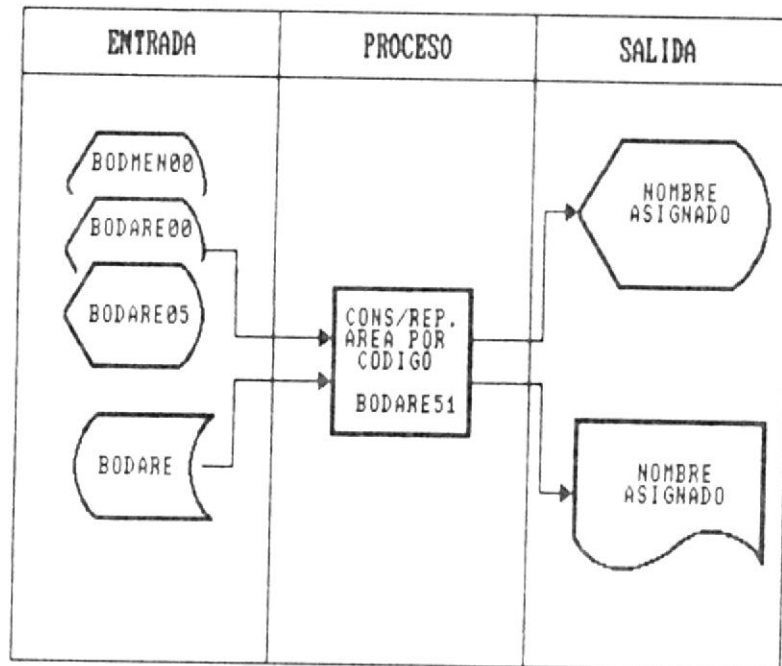 ENTRADA
PROCESO
SALIDA
BODMEN00
BODARE00
BODARE05
BODARE
CONS/REP.
AREA POR
CODIGO
BODARE51
NOMBRE
ASIGNADO
NOMBRE
ASIGNADO